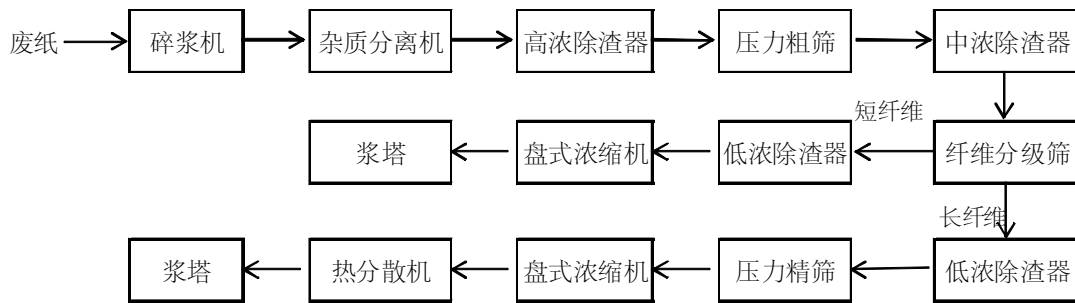 废纸 碎浆机 杂质分离机 高浓除渣器 压力粗筛 中浓除渣器
短纤维
浆塔 盘式浓缩机 低浓除渣器 纤维分级筛
长纤维
浆塔 热分散机 盘式浓缩机 压力精筛 低浓除渣器